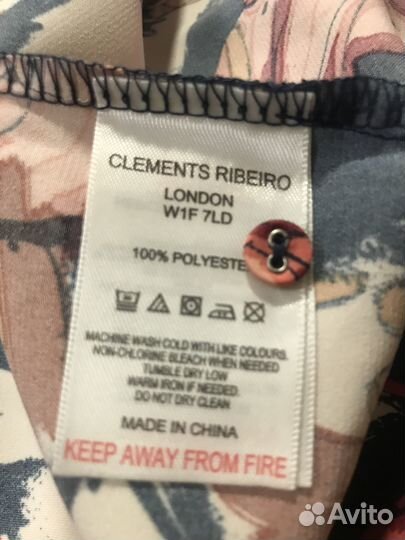 CLEMENTS RIBEIRO
LONDON
W1F 7LD
100% POLYESTE
MACHINE WASH COLD WITH LIKE COLOURS.
NON-CHLORINE BLEACH WHEN NEEDED
TUMBLE DRY LOW
WARM IRON IF NEEDED.
DO NOT DRY CLEAN
MADE IN CHINA
KEEP AWAY FROM FIRE
Avito